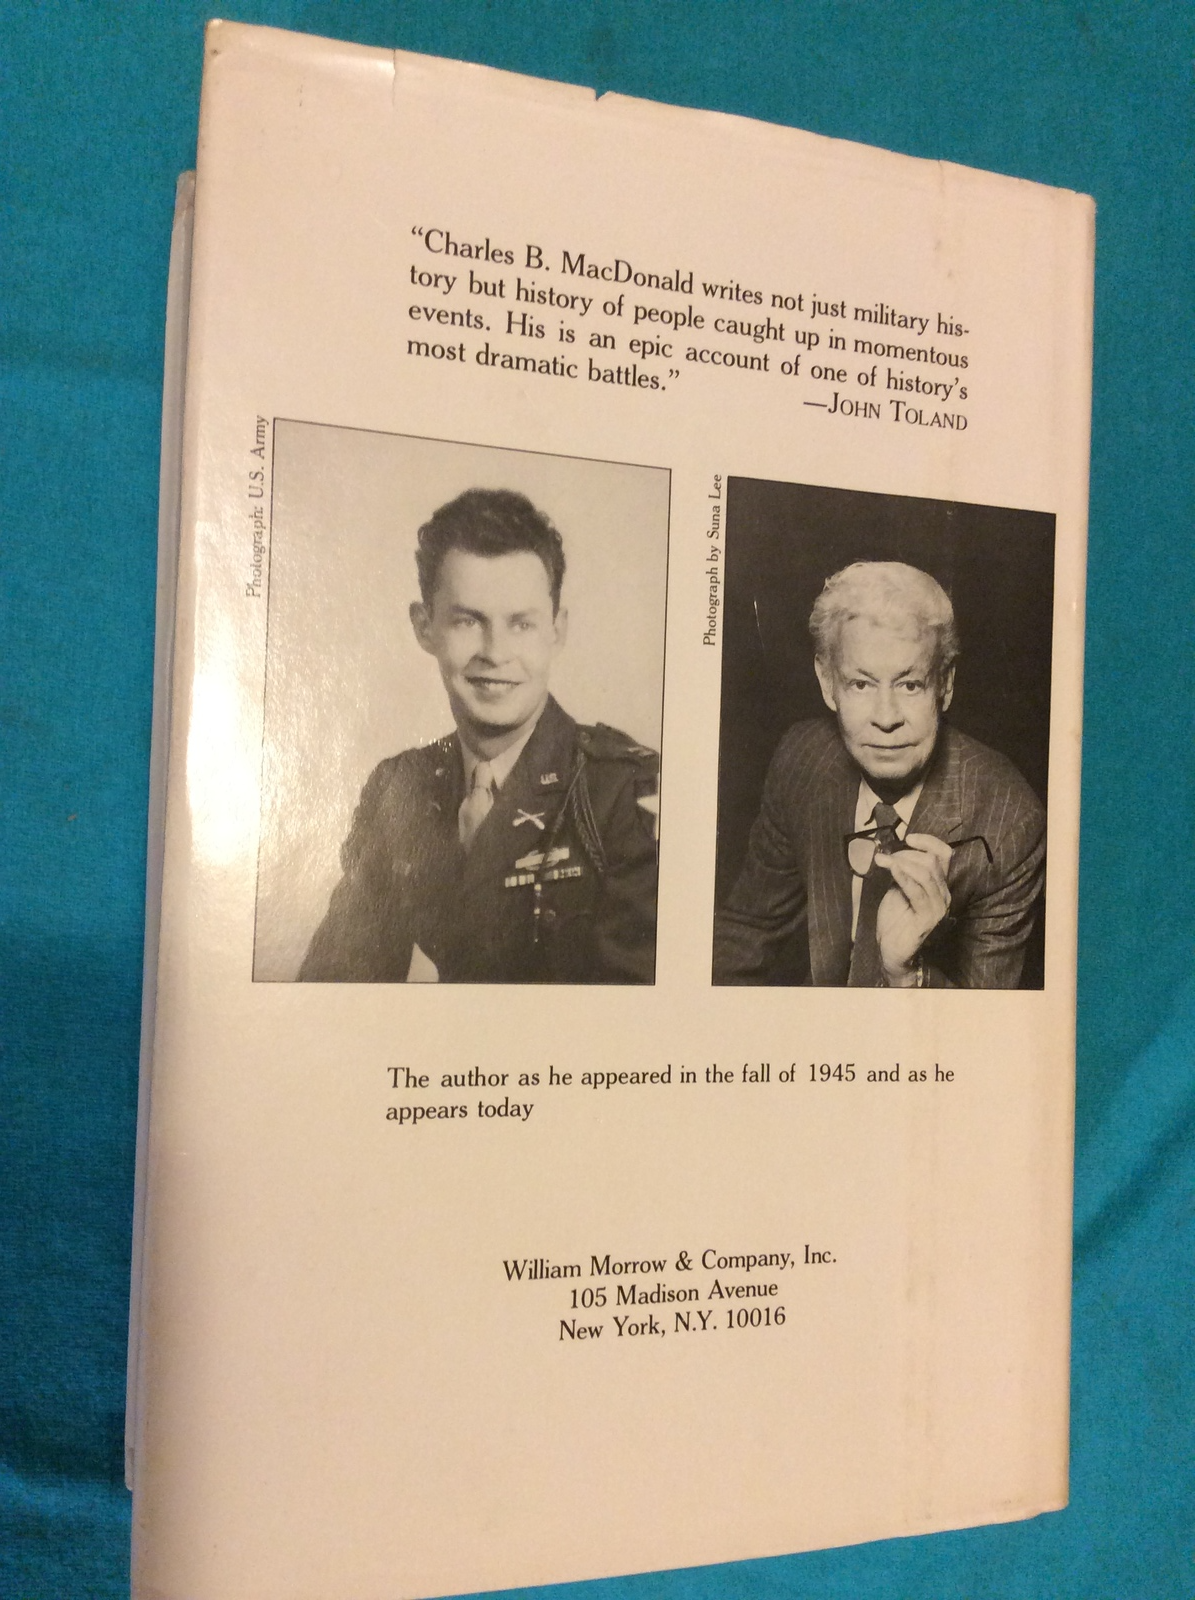 “Charles B. MacDonald writes not just military his-
tory but history of people caught up in momentous
events. His is an epic account of one of history's
most dramatic battles.”
—JOHN TOLAND
Photograph: U.S. Army
Photograph by Suna Lee
US
The author as he appeared in the fall of 1945 and as he
appears today
William Morrow & Company, Inc.
105 Madison Avenue
New York, N.Y. 10016